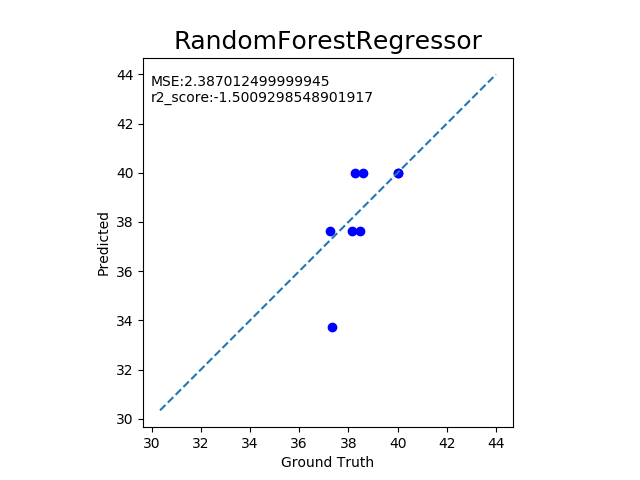 RandomForestRegressor
MSE:2.387012499999945
r2_score:-1.5009298548901917
44
42
40
38
36
34
32
30
Predicted
30 32 34 36 38 40 42 44
Ground Truth